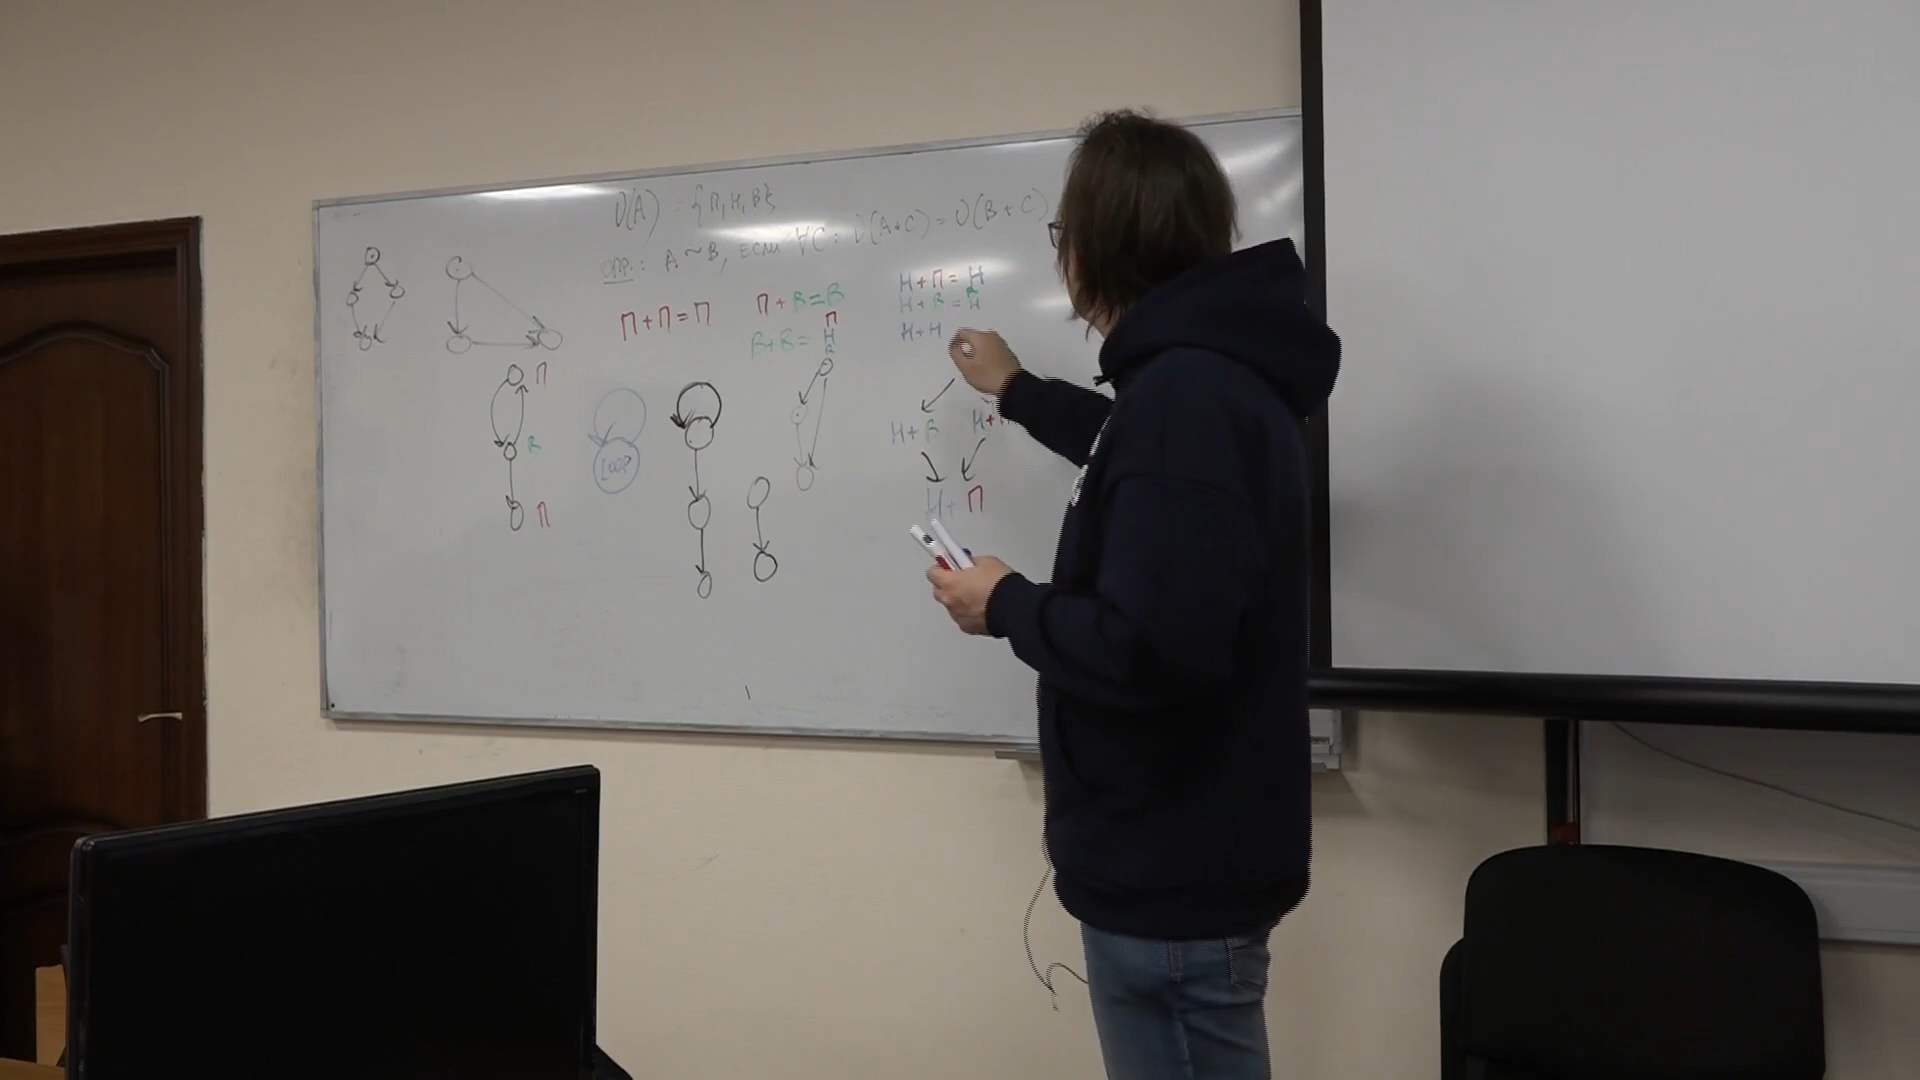 V(A) = {П, Н, В}
ОПР.: A ~ B, ЕСЛИ ∀C: V(A+C) = V(B+C)
П+П=П
П+В=В
В+В=
П
Н
В
Н+П=Н
Н+В=
В
Н
Н+Н
П
В
П
LOOP
Н+В
Н+
Н+П